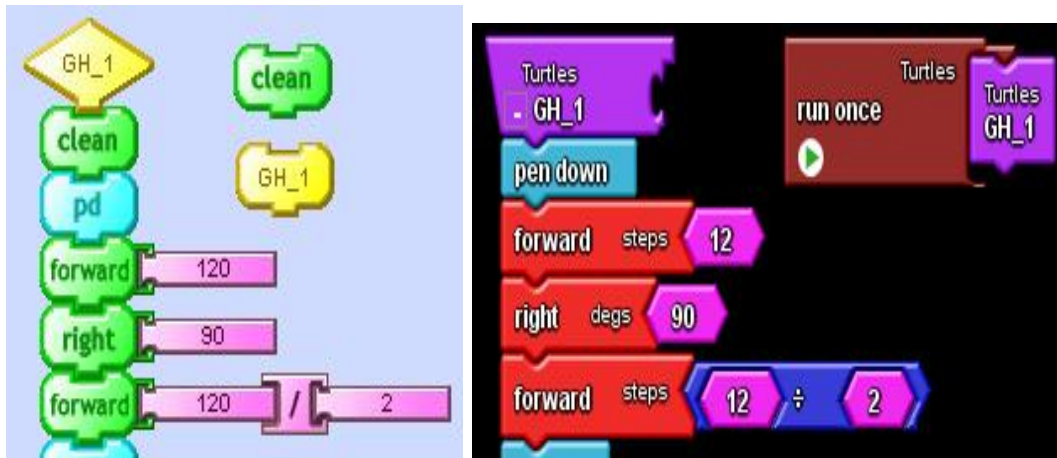 GH_1
clean
clean
pd
GH_1
forward 120
right 90
forward 120 / 2
Turtles
- GH_1
pen down
forward steps 12
right degs 90
forward steps 12 ÷ 2
Turtles
run once
Turtles
GH_1